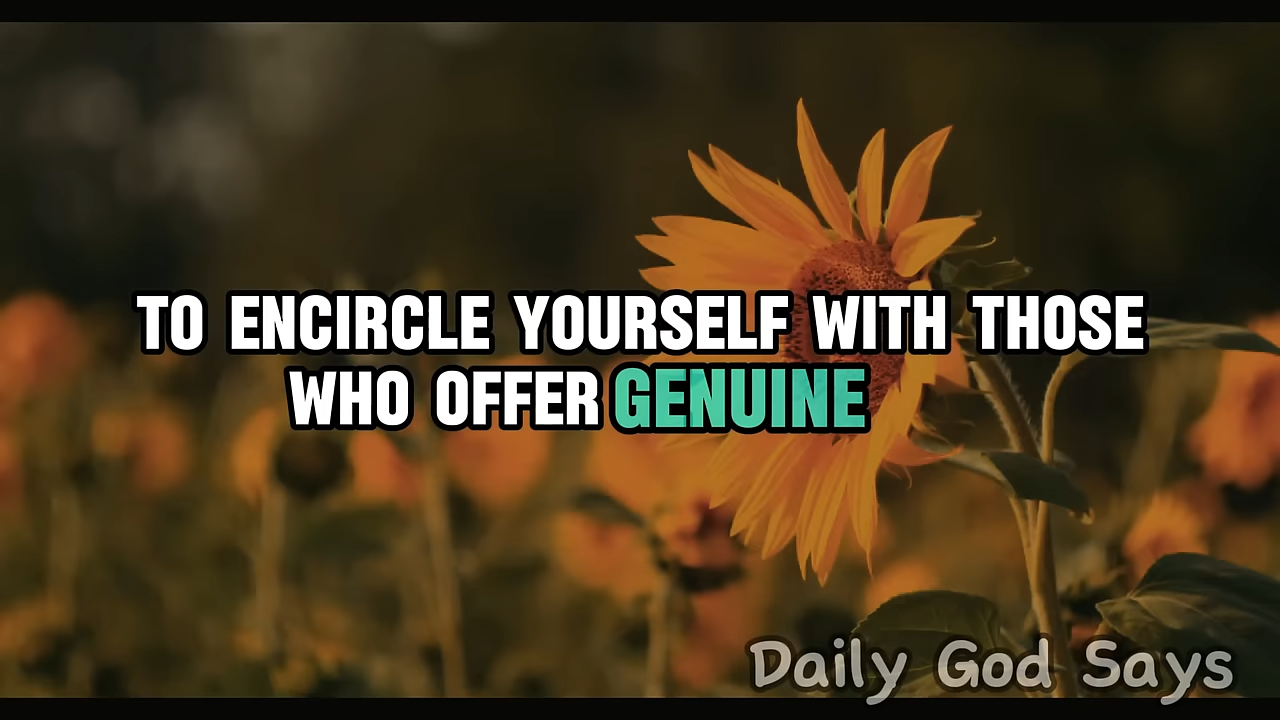 TO ENCIRCLE YOURSELF WITH THOSE
WHO OFFER GENUINE
Daily God Says